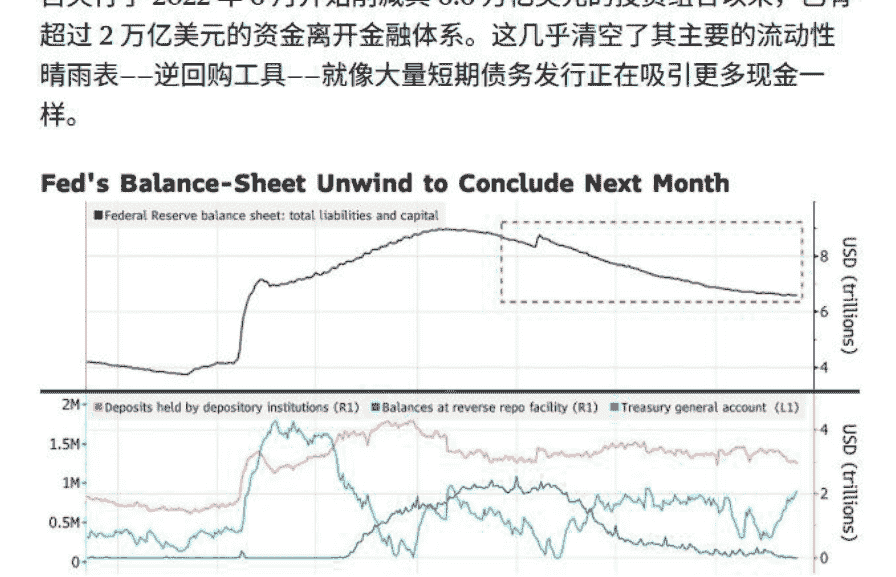 超过 2 万亿美元的资金离开金融体系。这几乎清空了其主要的流动性
晴雨表––逆回购工具––就像大量短期债务发行正在吸引更多现金一
样。
Fed's Balance-Sheet Unwind to Conclude Next Month
Federal Reserve balance sheet: total liabilities and capital
8
6
4
USD (trillions)
Deposits held by depository institutions (R1) Balances at reverse repo facility (R1) Treasury general account (L1)
2M
1.5M
1M
0.5M
0
4
2
0
USD (trillions)